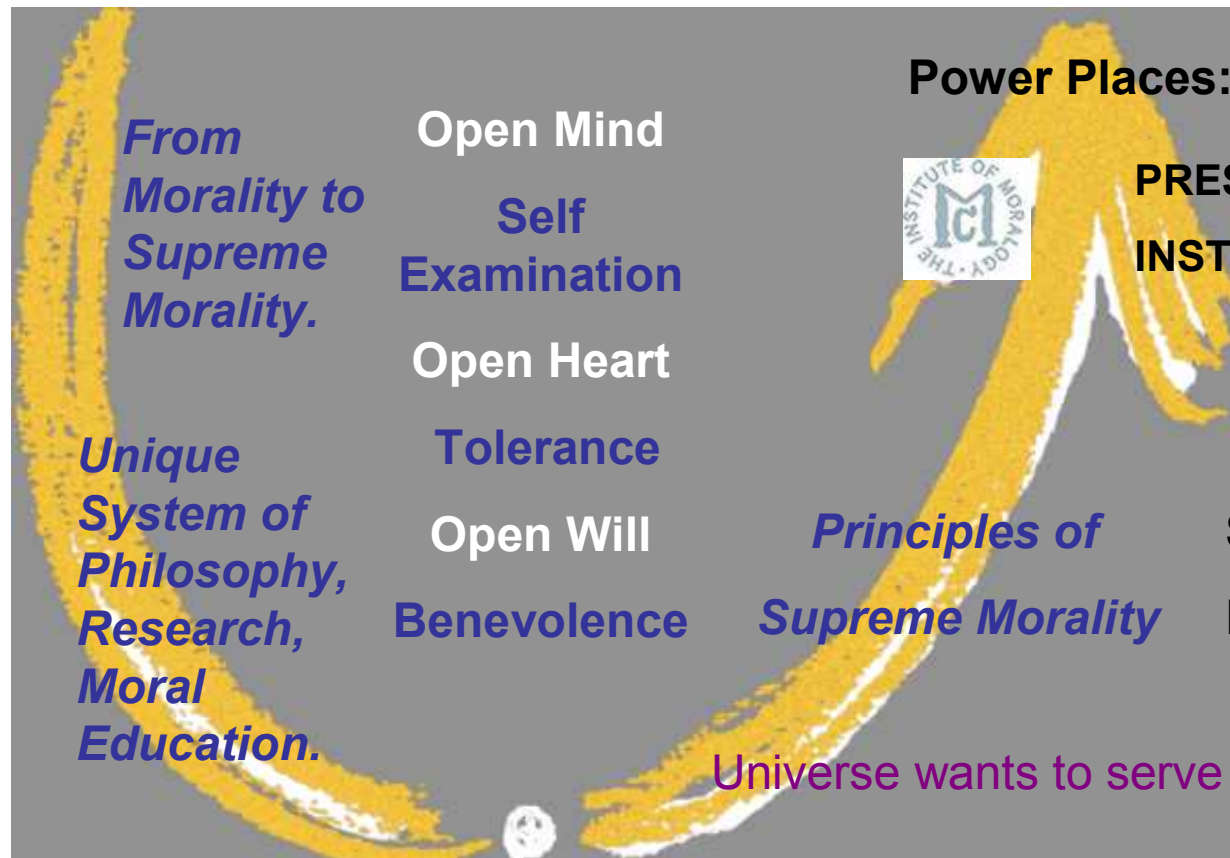 From
Morality to
Supreme
Morality.
Unique
System of
Philosophy,
Research,
Moral
Education.
Open Mind
Self
Examination
Open Heart
Tolerance
Open Will
Benevolence
Power Places:
THE INSTITUTE OF MORALOGY
PRES
INST
Principles of
Supreme Morality
Universe wants to serve